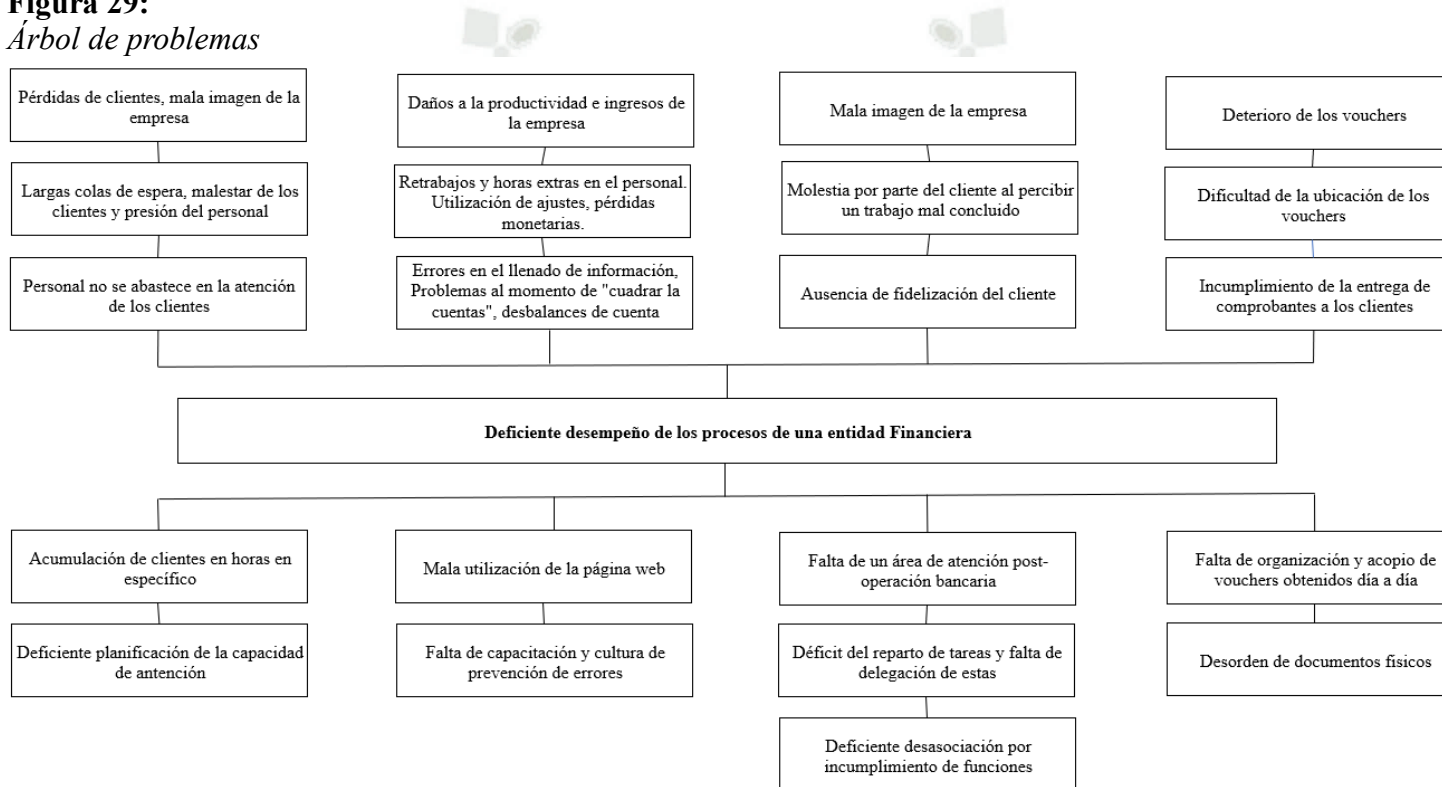 Figura 29:
Árbol de problemas
Pérdidas de clientes, mala imagen de la
empresa
Daños a la productividad e ingresos de
la empresa
Mala imagen de la empresa
Deterioro de los vouchers
Largas colas de espera, malestar de los
clientes y presión del personal
Retrabajos y horas extras en el personal.
Utilización de ajustes, pérdidas
monetarias.
Molestia por parte del cliente al percibir
un trabajo mal concluido
Dificultad de la ubicación de los
vouchers
Personal no se abastece en la atención
de los clientes
Errores en el llenado de información,
Problemas al momento de "cuadrar la
cuentas", desbalances de cuenta
Ausencia de fidelización del cliente
Incumplimiento de la entrega de
comprobantes a los clientes
Deficiente desempeño de los procesos de una entidad Financiera
Acumulación de clientes en horas en
específico
Mala utilización de la página web
Falta de un área de atención post-
operación bancaria
Falta de organización y acopio de
vouchers obtenidos día a día
Deficiente planificación de la capacidad
de antención
Falta de capacitación y cultura de
prevención de errores
Déficit del reparto de tareas y falta de
delegación de estas
Desorden de documentos físicos
Deficiente desasociación por
incumplimiento de funciones